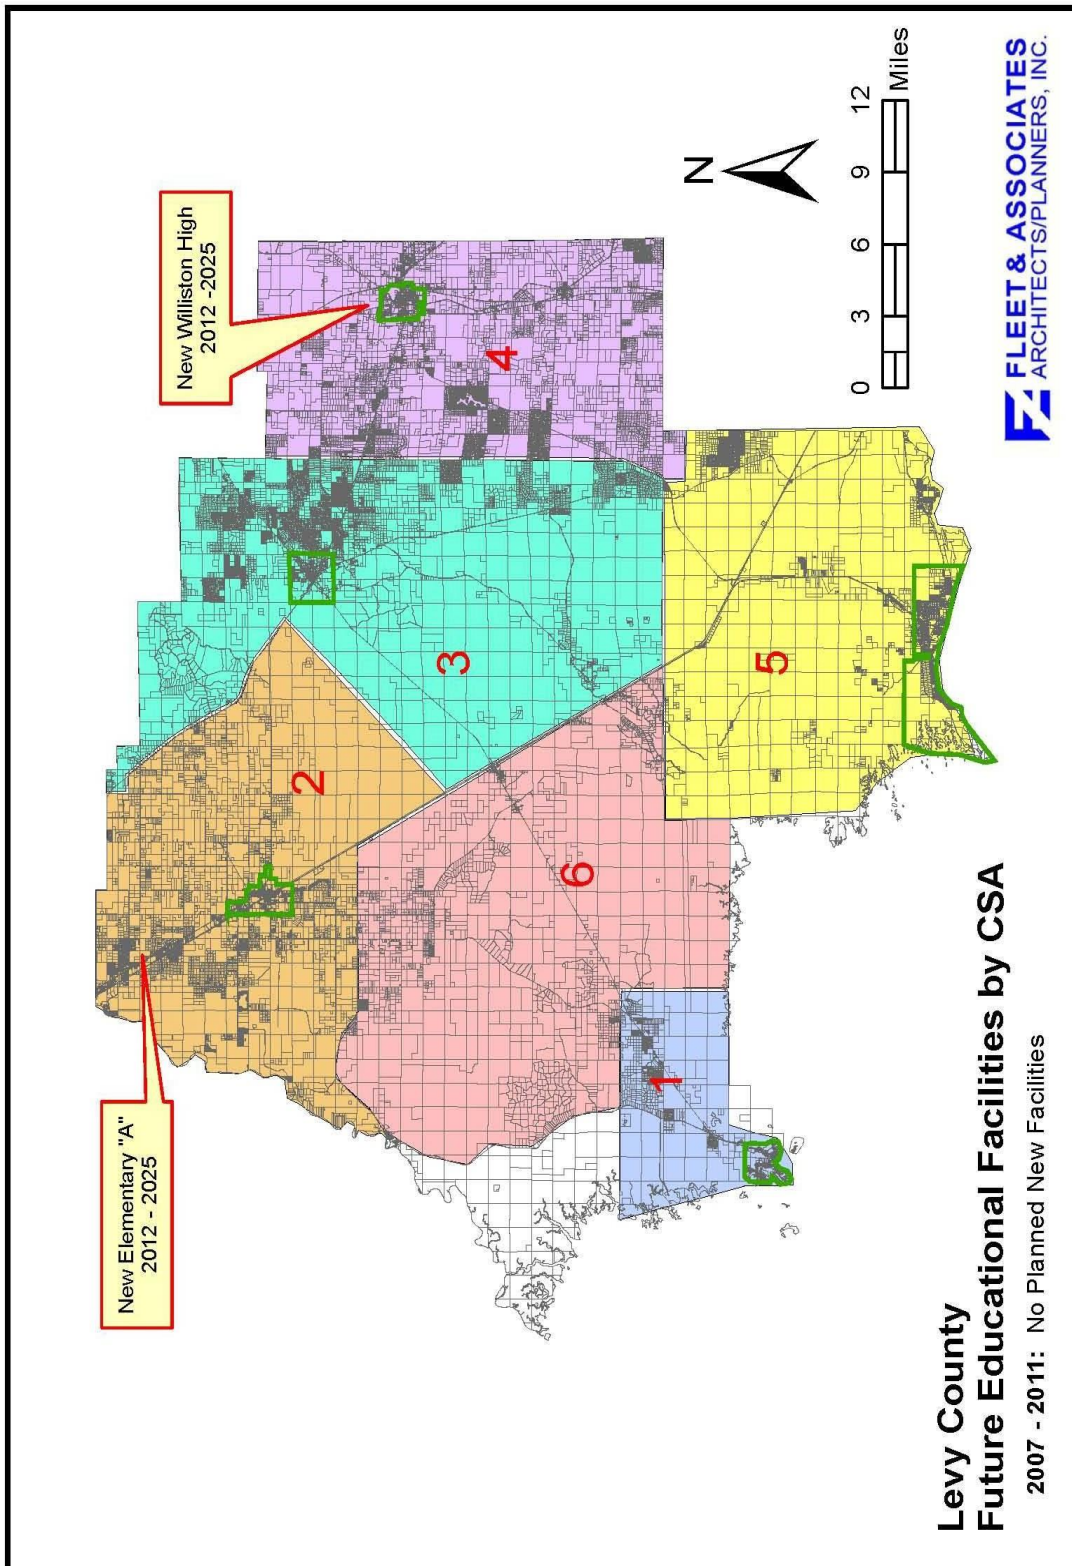 New Elementary "A"
2012 - 2025
New Williston High
2012 -2025
2
3
4
6
1
5
N
0 3 6 9 12
Miles
Levy County
Future Educational Facilities by CSA
2007 - 2011: No Planned New Facilities
FLEET & ASSOCIATES
ARCHITECTS/PLANNERS, INC.